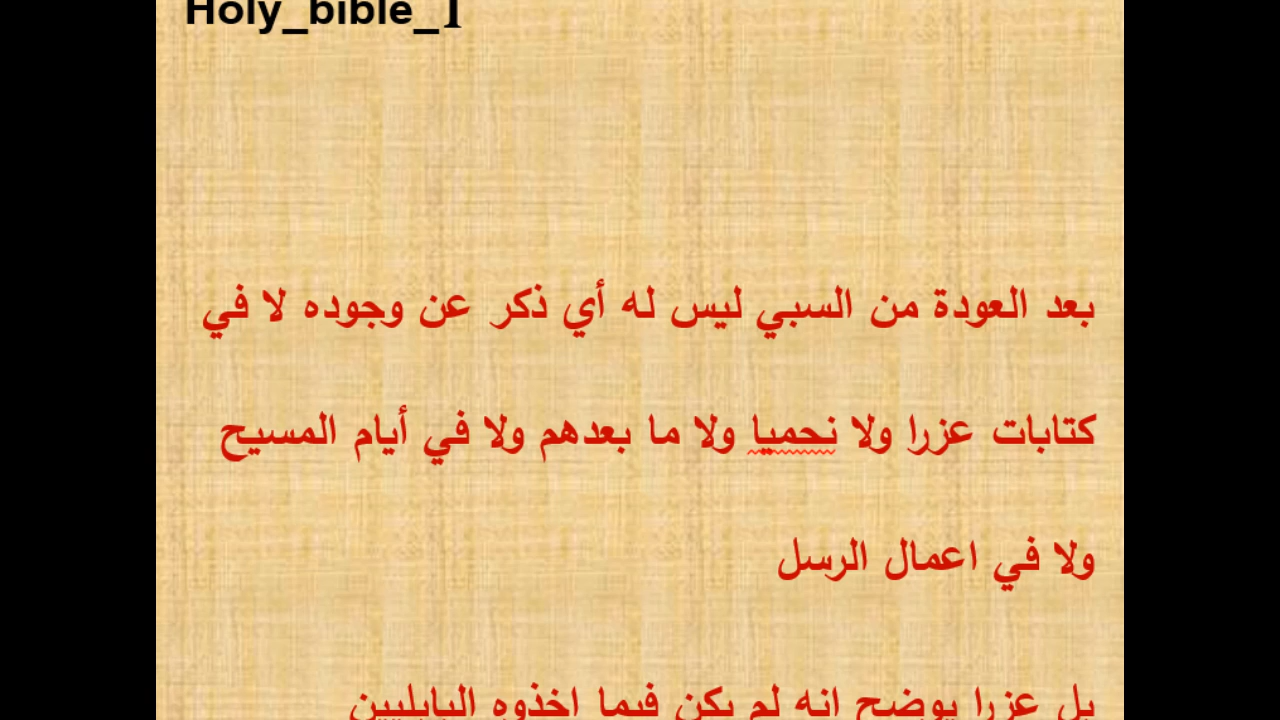 Holy_bible_1
بعد العودة من السبي ليس له أي ذكر عن وجوده لا في
كتابات عزرا ولا نحميا ولا ما بعدهم ولا في أيام المسيح
ولا في اعمال الرسل
بل عزرا يوضح انه لم يكن فيما اخذوه البابليين